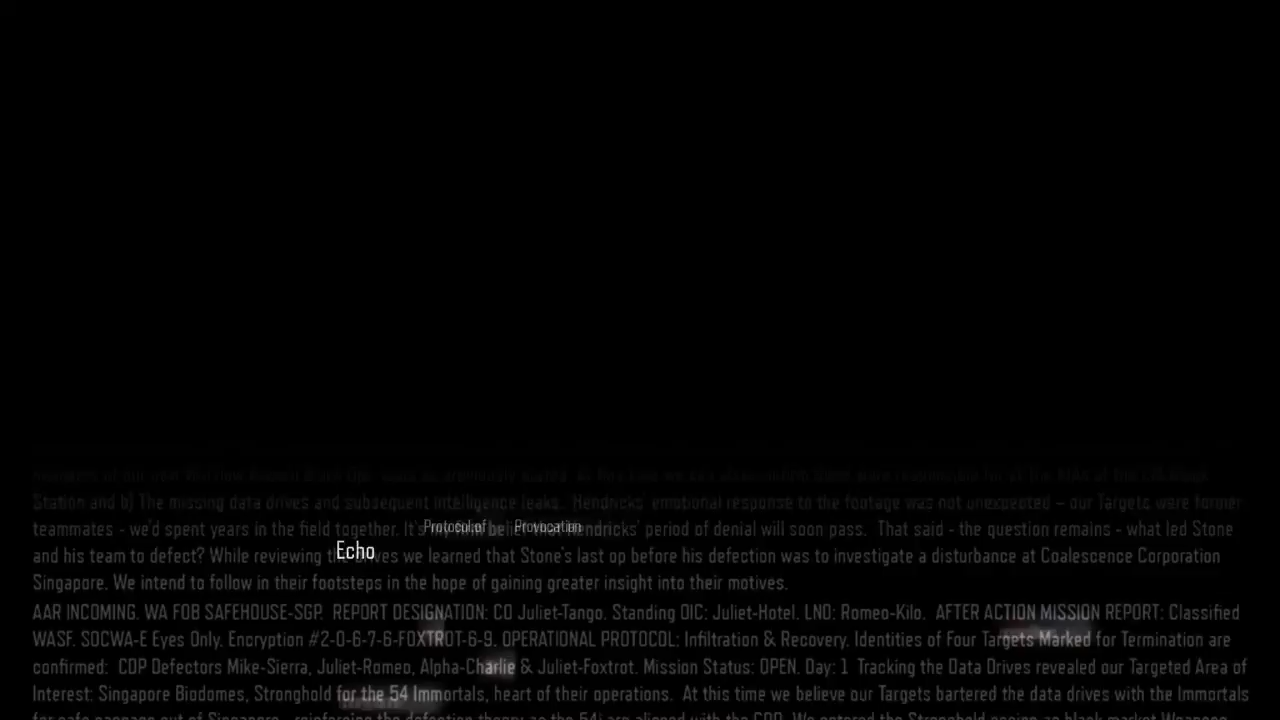 Station and b) The missing data drives and subsequent intelligence leaks. Hendricks' emotional response to the footage was not unexpected – our Targets were former
teammates - we'd spent years in the field together. It's my belief that Hendricks' period of denial will soon pass. That said - the question remains - what led Stone
Protocol of Provocation
Echo
and his team to defect? While reviewing the drives we learned that Stone's last op before his defection was to investigate a disturbance at Coalescence Corporation
Singapore. We intend to follow in their footsteps in the hope of gaining greater insight into their motives.
AAR INCOMING. WA FOB SAFEHOUSE-SGP. REPORT DESIGNATION: CO Juliet-Tango. Standing OIC: Juliet-Hotel. LNO: Romeo-Kilo. AFTER ACTION MISSION REPORT: Classified
WASF. SOCWA-E Eyes Only. Encryption #2-0-6-7-6-FOXTROT-6-9. OPERATIONAL PROTOCOL: Infiltration & Recovery. Identities of Four Targets Marked for Termination are
confirmed: CDP Defectors Mike-Sierra, Juliet-Romeo, Alpha-Charlie & Juliet-Foxtrot. Mission Status: OPEN. Day: 1 Tracking the Data Drives revealed our Targeted Area of
Interest: Singapore Biodomes, Stronghold for the 54 Immortals, heart of their operations. At this time we believe our Targets bartered the data drives with the Immortals